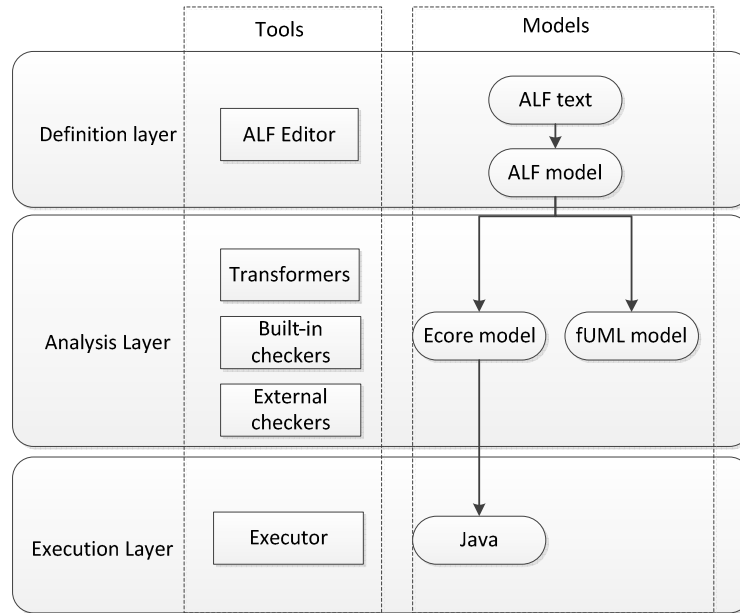 Tools
Models
Definition layer
ALF Editor
ALF text
ALF model
Analysis Layer
Transformers
Built-in
checkers
External
checkers
Ecore model
fUML model
Execution Layer
Executor
Java